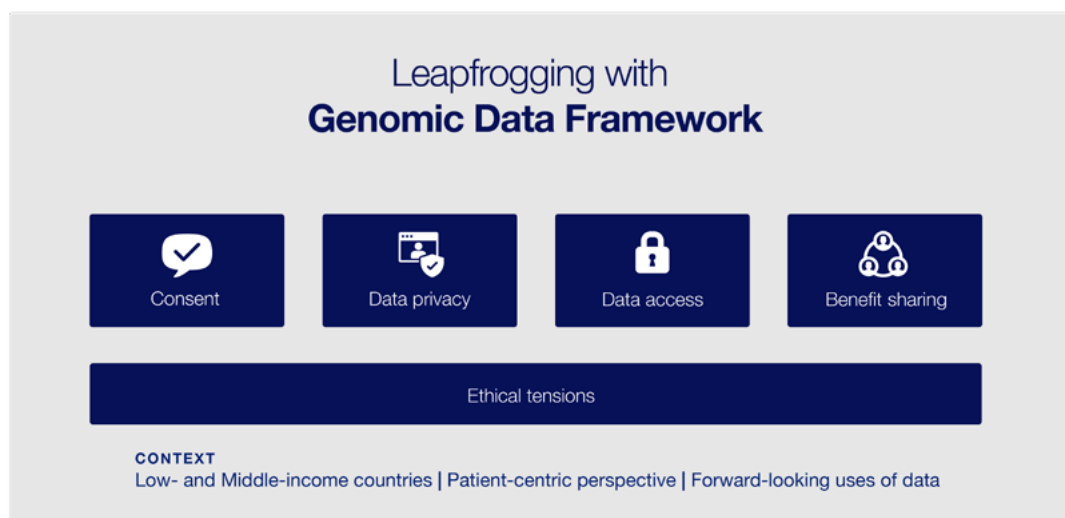 Leapfrogging with
Genomic Data Framework
Consent
Data privacy
Data access
Benefit sharing
Ethical tensions
CONTEXT
Low- and Middle-income countries | Patient-centric perspective | Forward-looking uses of data